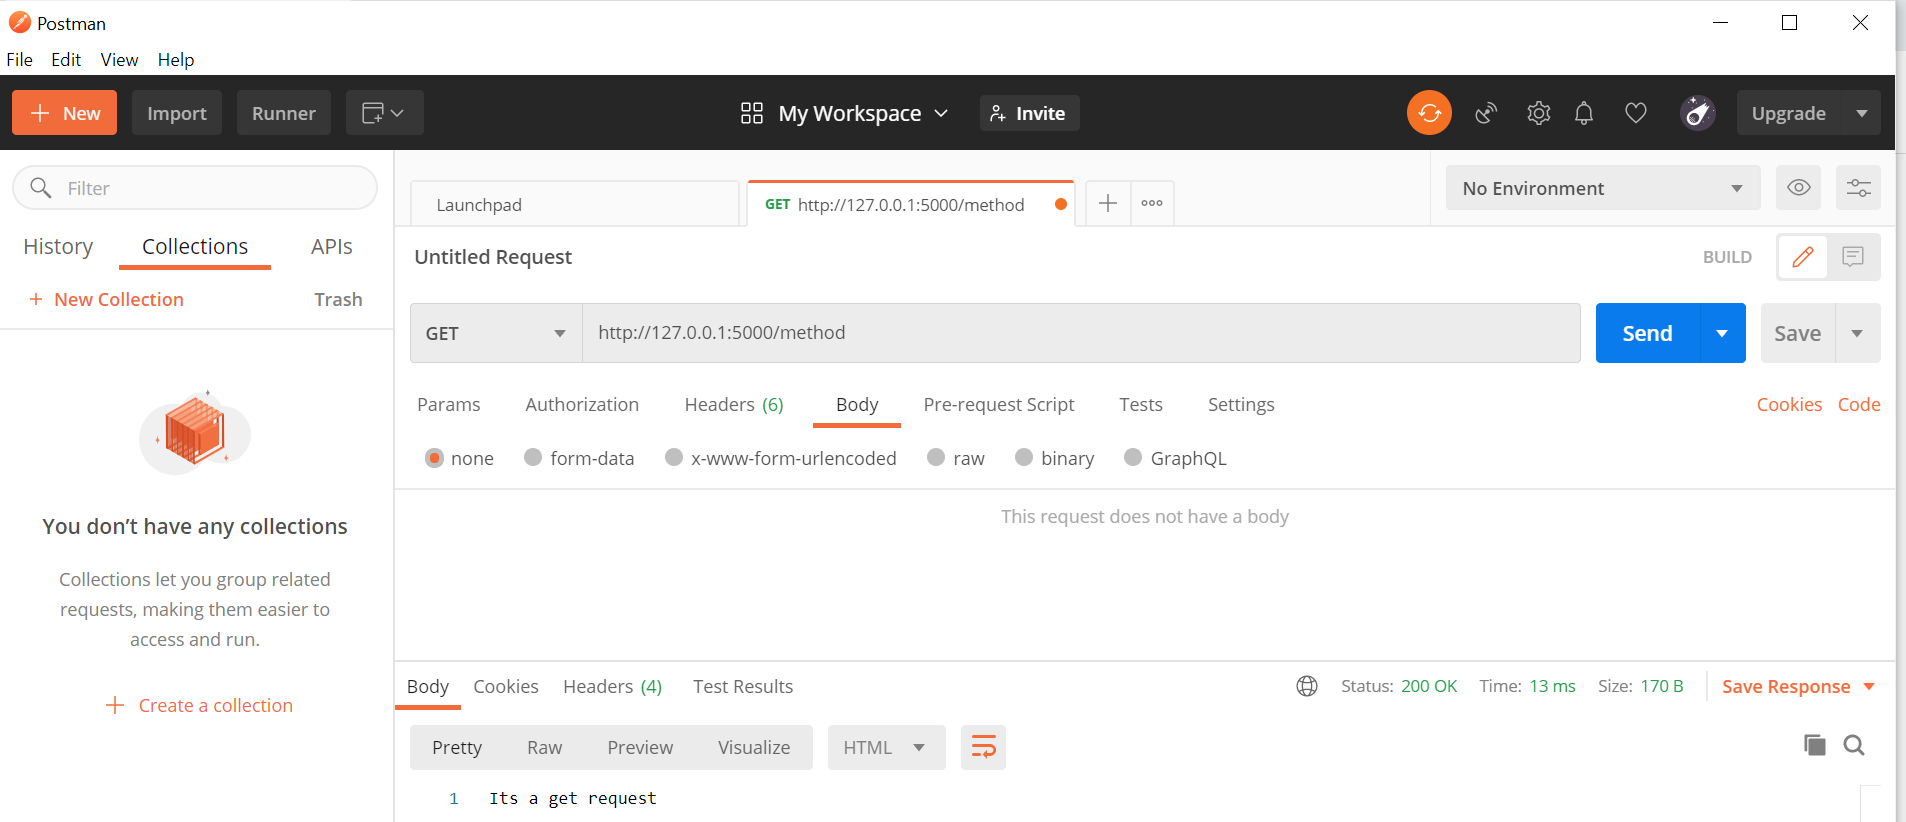 Postman
File Edit View Help
+ New Import Runner My Workspace Invite Upgrade
Filter
History Collections APIs
+ New Collection Trash
You don’t have any collections
Collections let you group related
requests, making them easier to
access and run.
+ Create a collection
Launchpad GET http://127.0.0.1:5000/method + ooo No Environment
Untitled Request BUILD
GET http://127.0.0.1:5000/method Send Save
Params Authorization Headers (6) Body Pre-request Script Tests Settings Cookies Code
none form-data x-www-form-urlencoded raw binary GraphQL
This request does not have a body
Body Cookies Headers (4) Test Results Status: 200 OK Time: 13 ms Size: 170 B Save Response
Pretty Raw Preview Visualize HTML
1 Its a get request